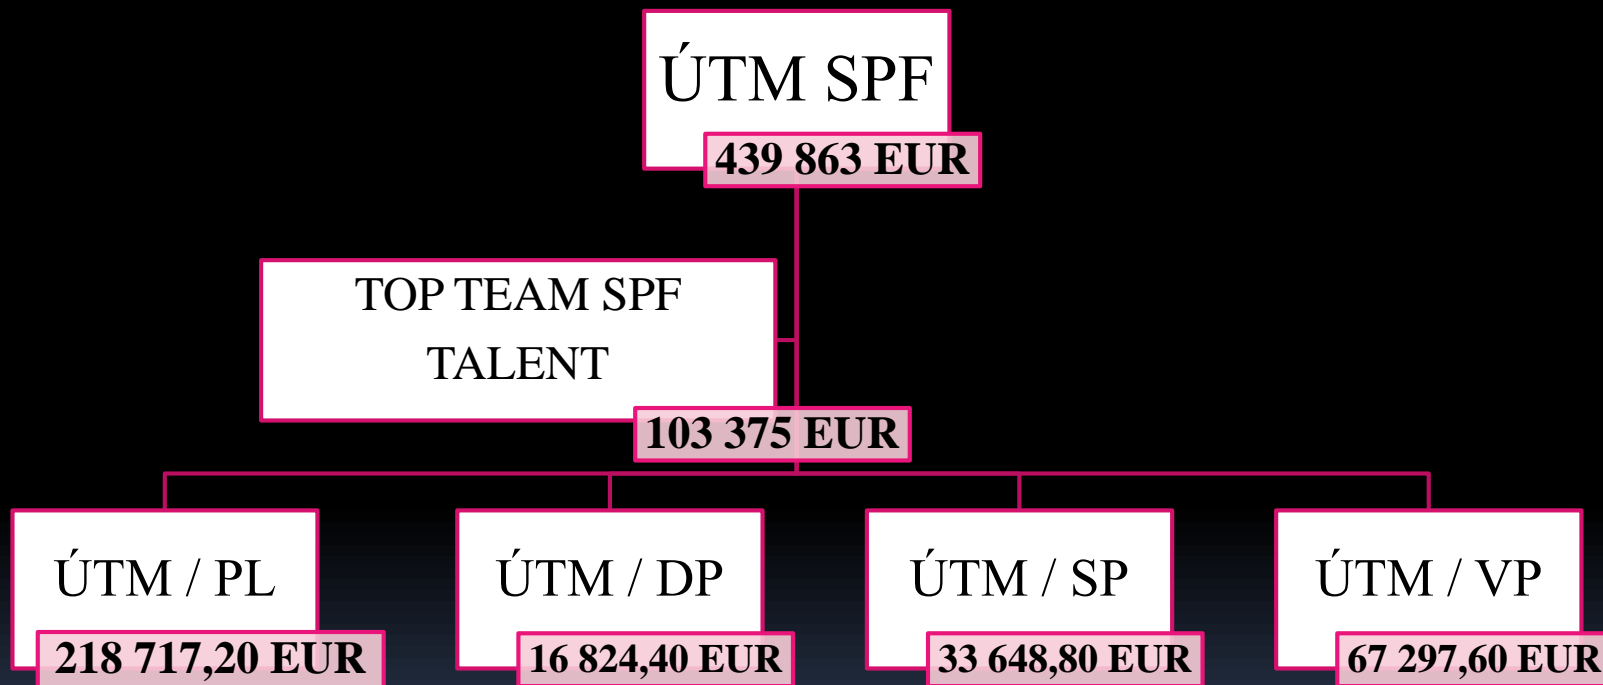 ÚTM SPF
439 863 EUR
TOP TEAM SPF
TALENT
103 375 EUR
ÚTM / PL
218 717,20 EUR
ÚTM / DP
16 824,40 EUR
ÚTM / SP
33 648,80 EUR
ÚTM / VP
67 297,60 EUR